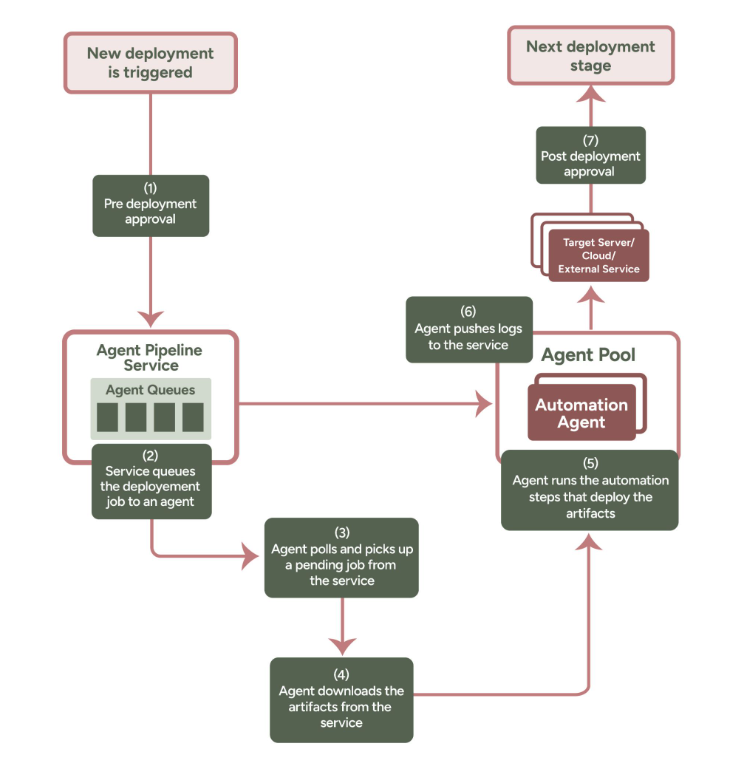 New deployment
is triggered
(1)
Pre deployment
approval
Agent Pipeline
Service
Agent Queues
(2)
Service queues
the deployement
job to an agent
(3)
Agent polls and picks up
a pending job from
the service
(4)
Agent downloads the
artifacts from the
service
(5)
Agent runs the automation
steps that deploy the
artifacts
Agent Pool
Automation
Agent
(6)
Agent pushes logs
to the service
Target Server/
Cloud/
External Service
(7)
Post deployment
approval
Next deployment
stage